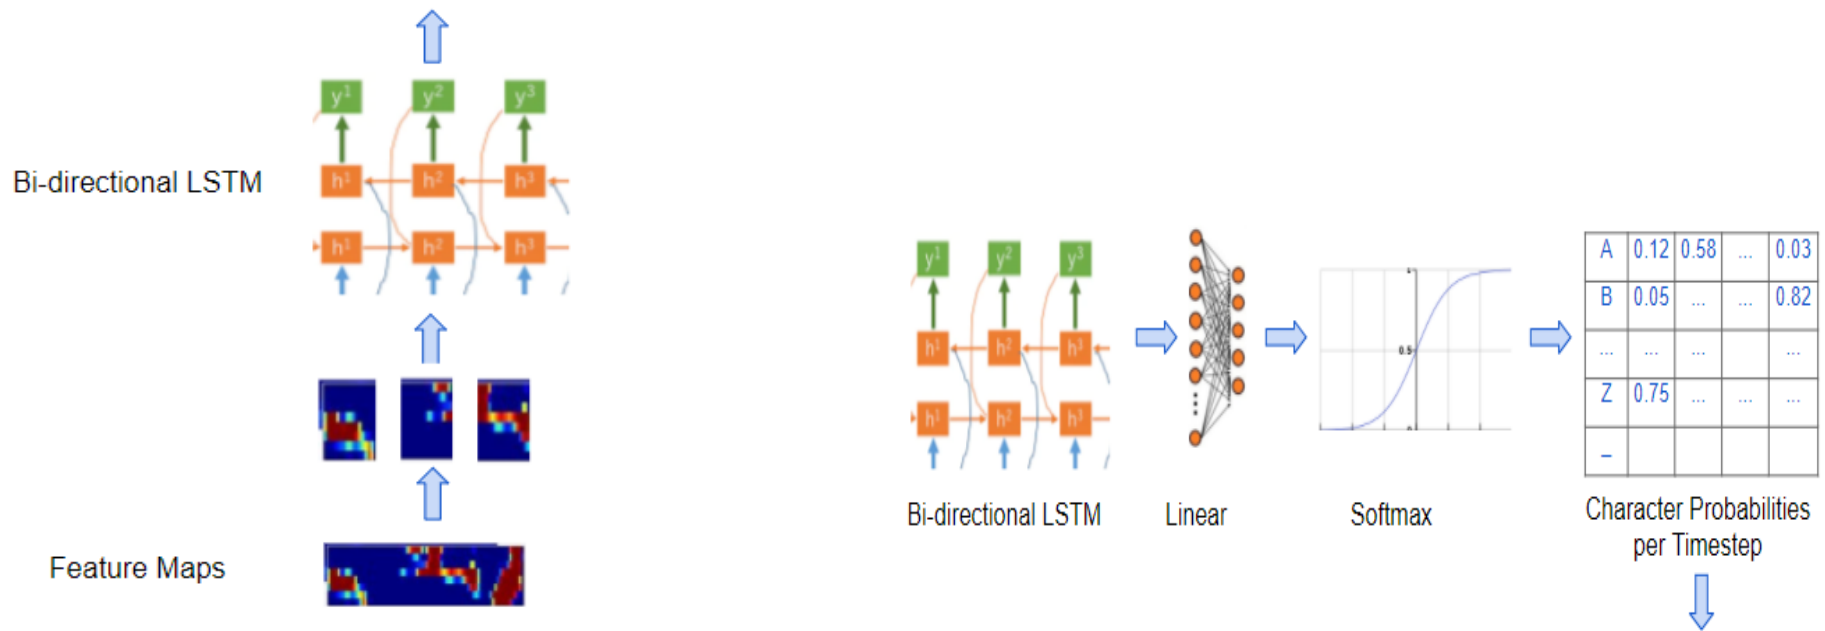 y¹ y² y³
Bi-directional LSTM
h¹ h² h³
h¹ h² h³
Feature Maps
y¹ y² y³
h¹ h² h³
h¹ h² h³
Bi-directional LSTM
Linear
1
0.5
0
Softmax
A 0.12 0.58 ... 0.03
B 0.05 ... ... 0.82
... ... ... ...
Z 0.75 ... ... ...
–
Character Probabilities
per Timestep